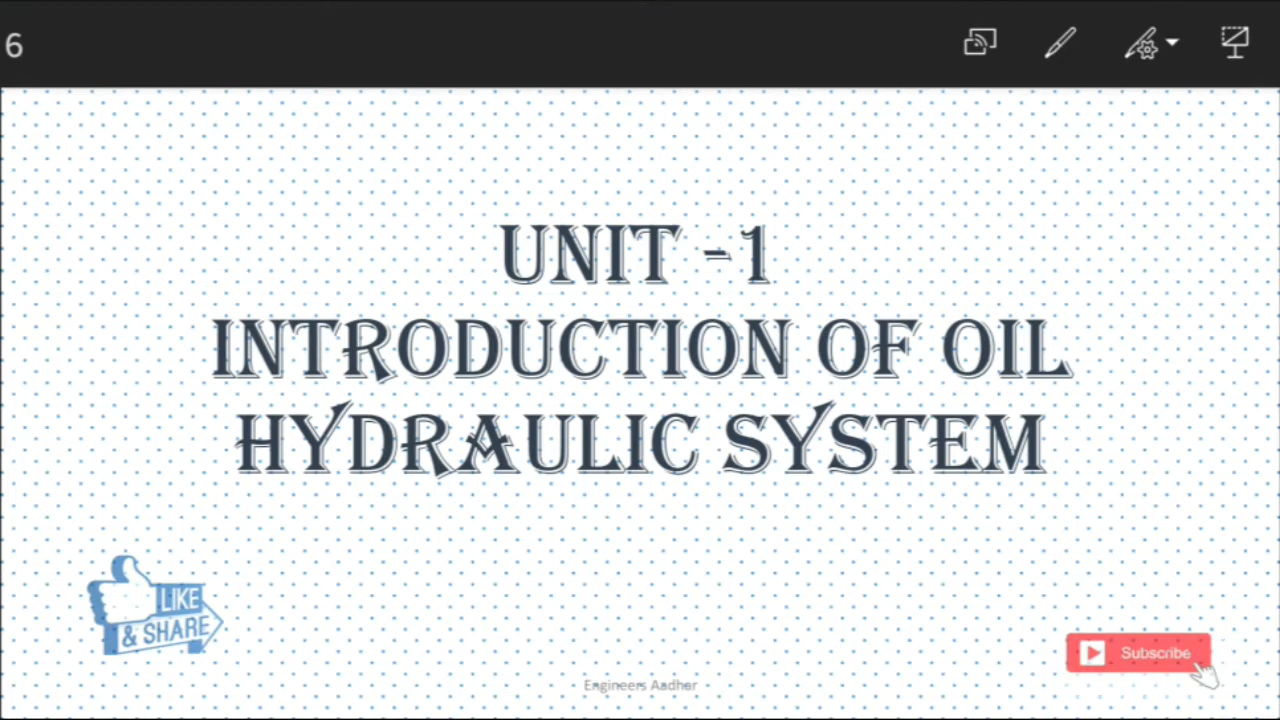 6
UNIT -1
INTRODUCTION OF OIL
HYDRAULIC SYSTEM
LIKE
& SHARE
Subscribe
Engineers Aadhar